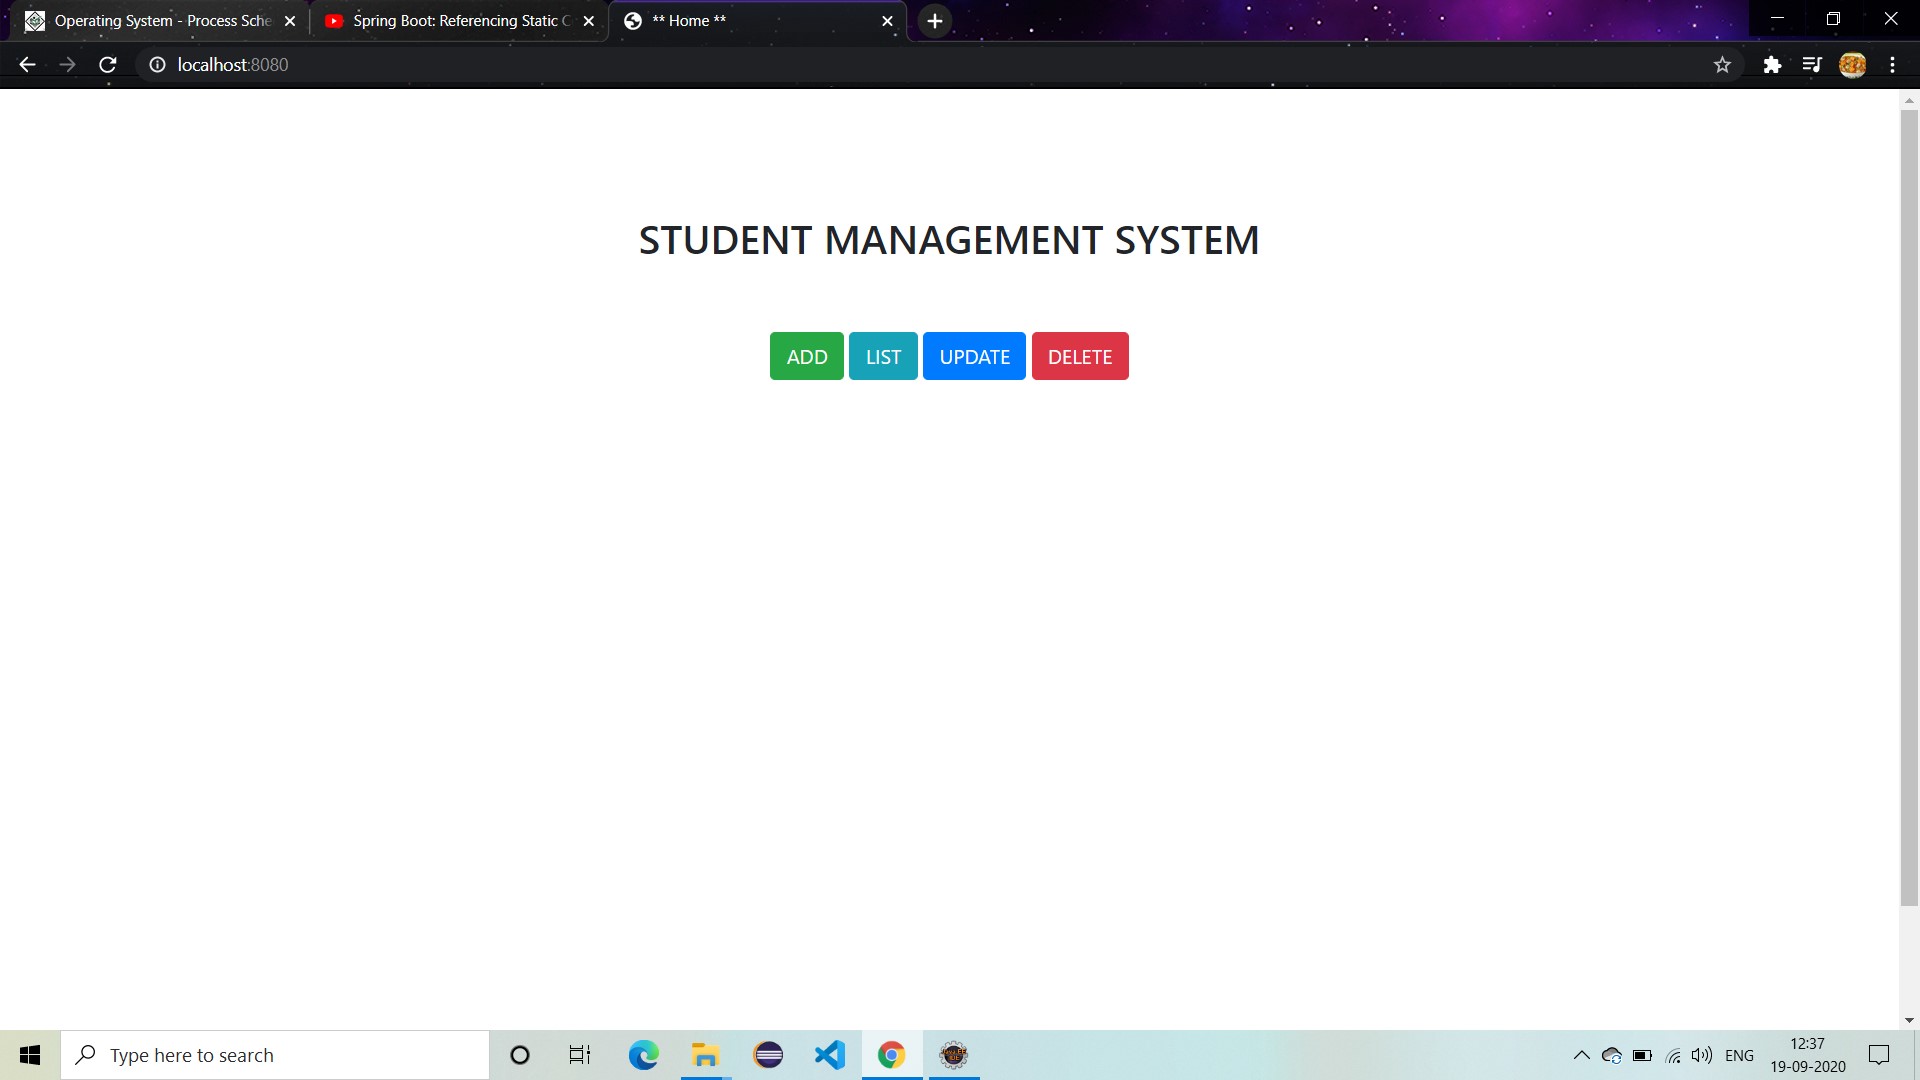 Operating System - Process Sche
Spring Boot: Referencing Static C
** Home **
localhost:8080
STUDENT MANAGEMENT SYSTEM
ADD LIST UPDATE DELETE
Type here to search
ENG
12:37
19-09-2020